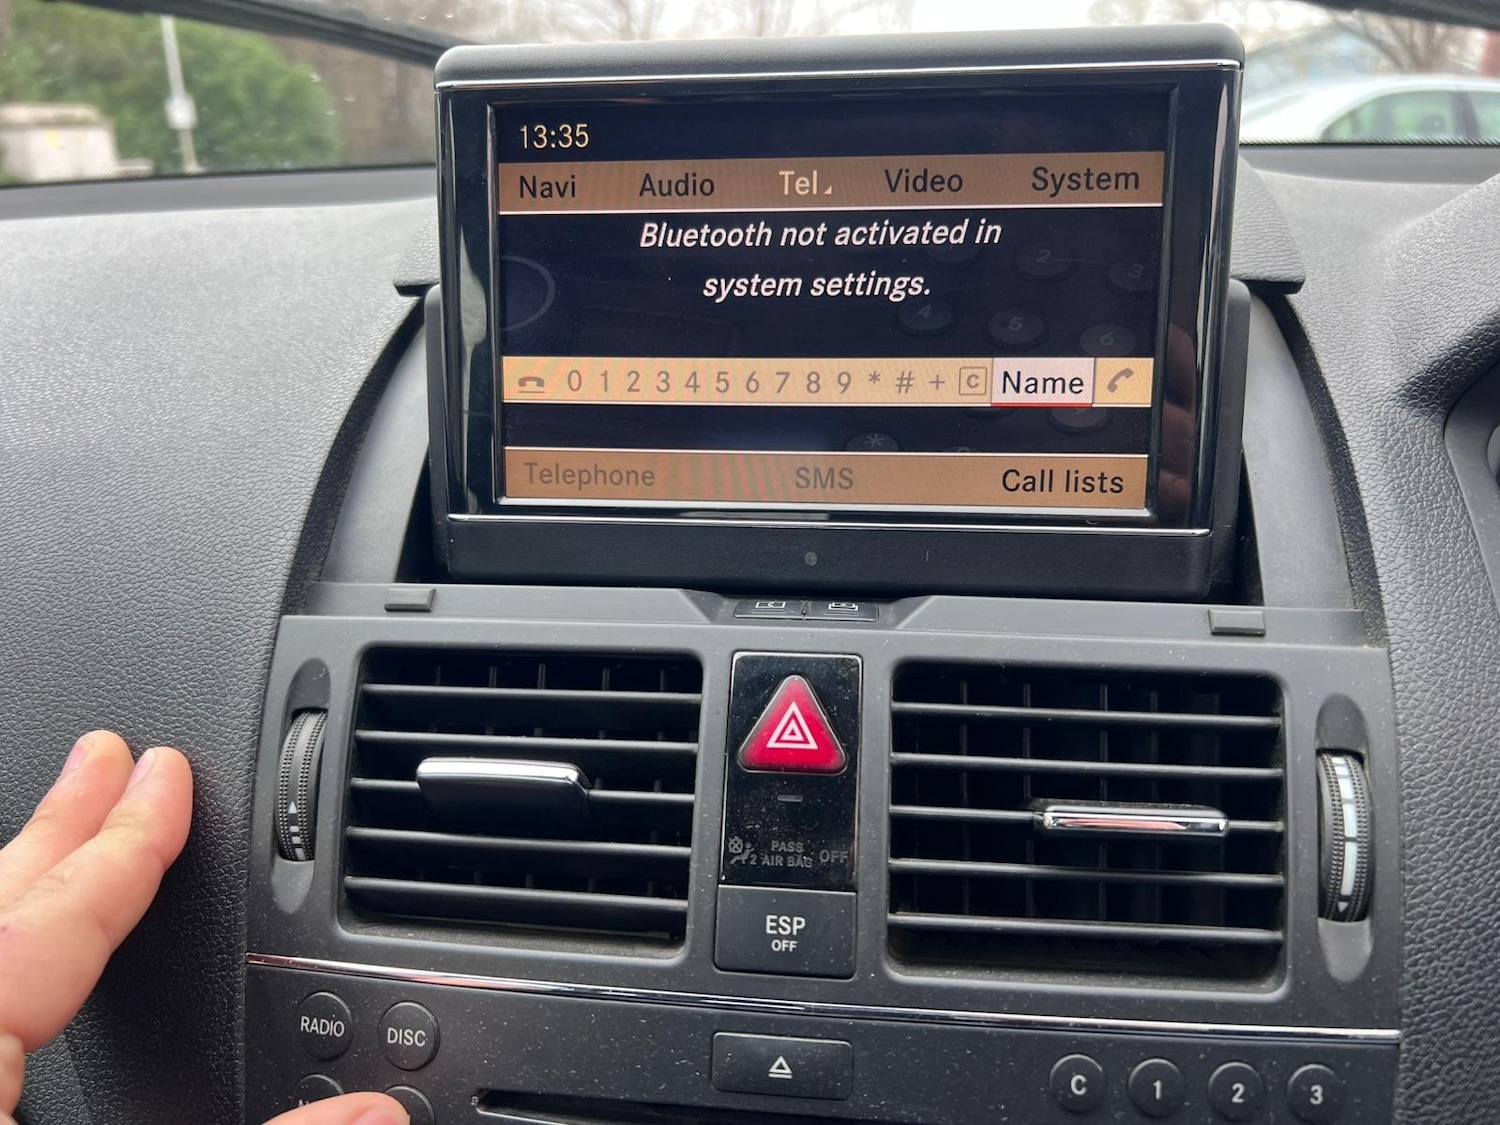 13:35
Navi Audio Tel Video System
Bluetooth not activated in
system settings.
0 1 2 3 4 5 6 7 8 9 * # + C Name
Telephone SMS Call lists
PASS
AIR BAG OFF
ESP
OFF
RADIO DISC
C 1 2 3